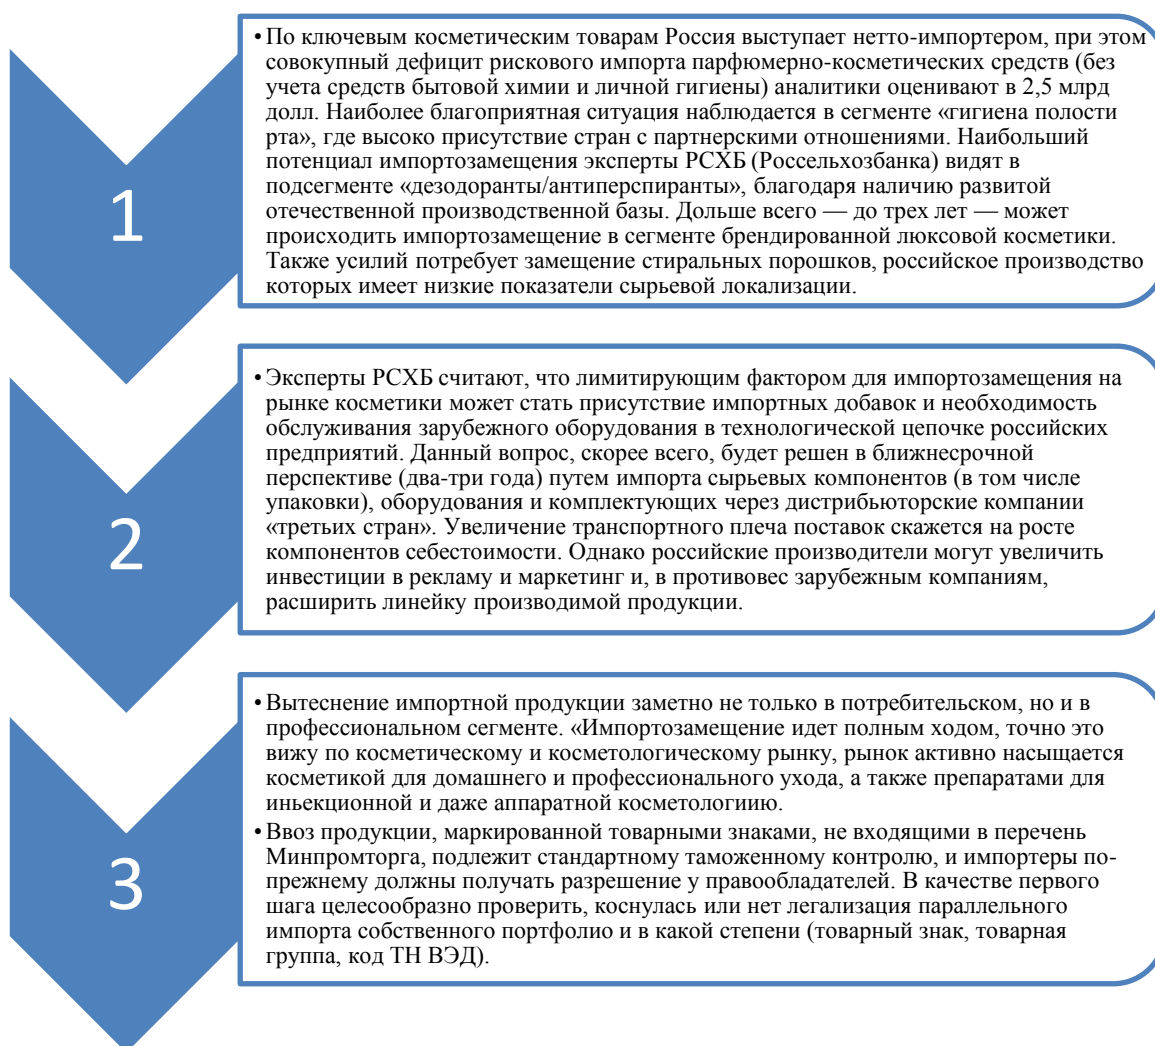 1
• По ключевым косметическим товарам Россия выступает нетто-импортером, при этом
совокупный дефицит рискового импорта парфюмерно-косметических средств (без
учета средств бытовой химии и личной гигиены) аналитики оценивают в 2,5 млрд
долл. Наиболее благоприятная ситуация наблюдается в сегменте «гигиена полости
рта», где высоко присутствие стран с партнерскими отношениями. Наибольший
потенциал импортозамещения эксперты РСХБ (Россельхозбанка) видят в
подсегменте «дезодоранты/антиперспиранты», благодаря наличию развитой
отечественной производственной базы. Дольше всего — до трех лет — может
происходить импортозамещение в сегменте брендированной люксовой косметики.
Также усилий потребует замещение стиральных порошков, российское производство
которых имеет низкие показатели сырьевой локализации.
2
• Эксперты РСХБ считают, что лимитирующим фактором для импортозамещения на
рынке косметики может стать присутствие импортных добавок и необходимость
обслуживания зарубежного оборудования в технологической цепочке российских
предприятий. Данный вопрос, скорее всего, будет решен в ближнесрочной
перспективе (два-три года) путем импорта сырьевых компонентов (в том числе
упаковки), оборудования и комплектующих через дистрибьюторские компании
«третьих стран». Увеличение транспортного плеча поставок скажется на росте
компонентов себестоимости. Однако российские производители могут увеличить
инвестиции в рекламу и маркетинг и, в противовес зарубежным компаниям,
расширить линейку производимой продукции.
3
• Вытеснение импортной продукции заметно не только в потребительском, но и в
профессиональном сегменте. «Импортозамещение идет полным ходом, точно это
вижу по косметическому и косметологическому рынку, рынок активно насыщается
косметикой для домашнего и профессионального ухода, а также препаратами для
иньекционной и даже аппаратной косметологиию.
• Ввоз продукции, маркированной товарными знаками, не входящими в перечень
Минпромторга, подлежит стандартному таможенному контролю, и импортеры по-
прежнему должны получать разрешение у правообладателей. В качестве первого
шага целесообразно проверить, коснулась или нет легализация параллельного
импорта собственного портфолио и в какой степени (товарный знак, товарная
группа, код ТН ВЭД).